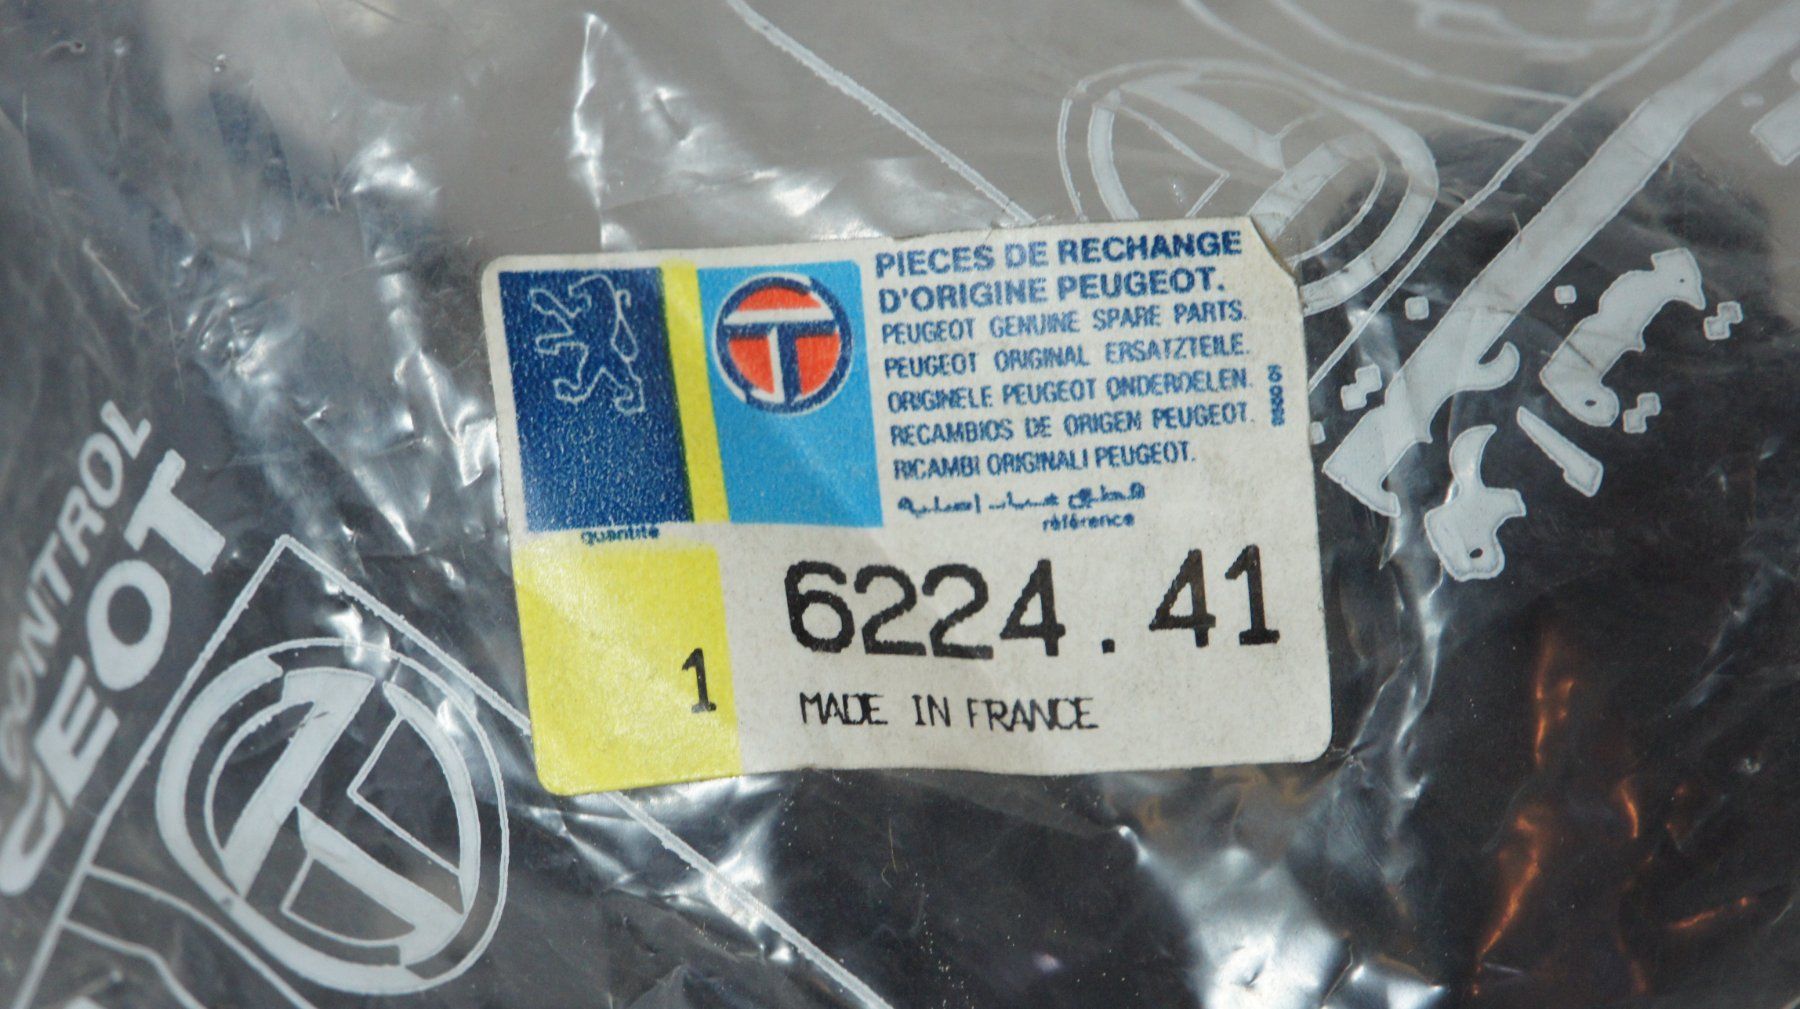 PIECES DE RECHANGE
D'ORIGINE PEUGEOT.
PEUGEOT GENUINE SPARE PARTS.
PEUGEOT ORIGINAL ERSATZTEILE.
ORIGINELE PEUGEOT ONDERDELEN.
RECAMBIOS DE ORIGEM PEUGEOT.
RICAMBI ORIGINALI PEUGEOT.
quantité
référence
1
6224.41
MADE IN FRANCE
CONTROL
CEOT